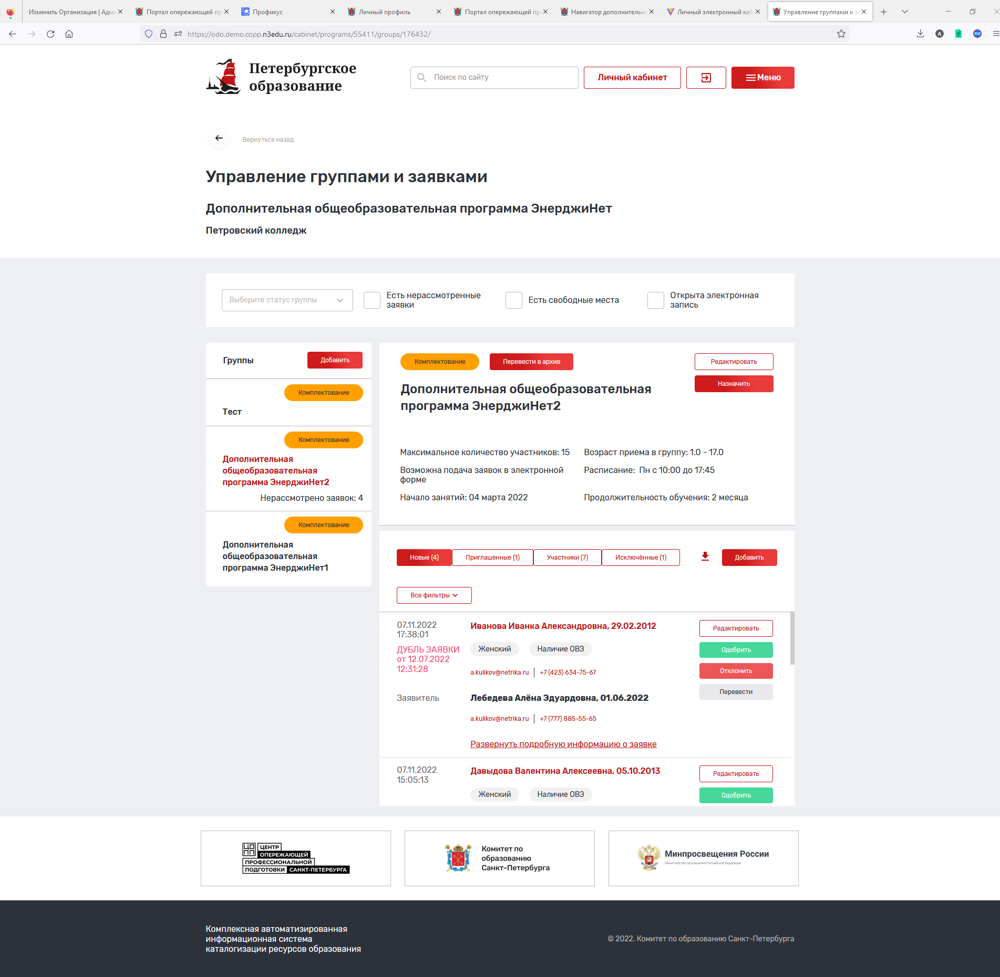 Изменить Организация | Адми
Портал опережающей пр
Профикус
Личный профиль
Портал опережающей про
Навигатор дополнительно
Личный электронный каб
Управление группами и за
https://odo.demo.copp.n3edu.ru/cabinet/programs/55411/groups/176432/
Петербургское
образование
Поиск по сайту
Личный кабинет
Меню
Вернуться назад
Управление группами и заявками
Дополнительная общеобразовательная программа ЭнерджиНет
Петровский колледж
Выберите статус группы
Есть нерассмотренные
заявки
Есть свободные места
Открыта электронная
запись
Группы
Добавить
Комплектование
Тест
Комплектование
Дополнительная
общеобразовательная
программа ЭнерджиНет2
Нерассмотрено заявок: 4
Комплектование
Дополнительная
общеобразовательная
программа ЭнерджиНет1
Комплектование
Перевести в архив
Редактировать
Назначить
Дополнительная общеобразовательная
программа ЭнерджиНет2
Максимальное количество участников: 15
Возраст приема в группу: 1.0 - 17.0
Возможна подача заявок в электронной
форме
Расписание: Пн с 10:00 до 17:45
Начало занятий: 04 марта 2022
Продолжительность обучения: 2 месяца
Новые (4)
Приглашенные (1)
Участники (7)
Исключённые (1)
Добавить
Все фильтры
07.11.2022
17:38:01
ДУБЛЬ ЗАЯВКИ
от 12.07.2022
12:31:28
Иванова Иванка Александровна, 29.02.2012
Женский
Наличие ОВЗ
a.kulikov@netrika.ru
+7 (423) 634-75-67
Редактировать
Одобрить
Отклонить
Перевести
Заявитель
Лебедева Алёна Эдуардовна, 01.06.2022
a.kulikov@netrika.ru
+7 (777) 885-55-65
Развернуть подробную информацию о заявке
07.11.2022
15:05:13
Давыдова Валентина Алексеевна, 05.10.2013
Женский
Наличие ОВЗ
Редактировать
Одобрить
ЦОПП
ЦЕНТР
ОПЕРЕЖАЮЩЕЙ
ПРОФЕССИОНАЛЬНОЙ
ПОДГОТОВКИ САНКТ-ПЕТЕРБУРГА
Комитет по
образованию
Санкт-Петербурга
Минпросвещения России
Министерство просвещения Российской Федерации
Комплексная автоматизированная
информационная система
каталогизации ресурсов образования
© 2022. Комитет по образованию Санкт-Петербурга